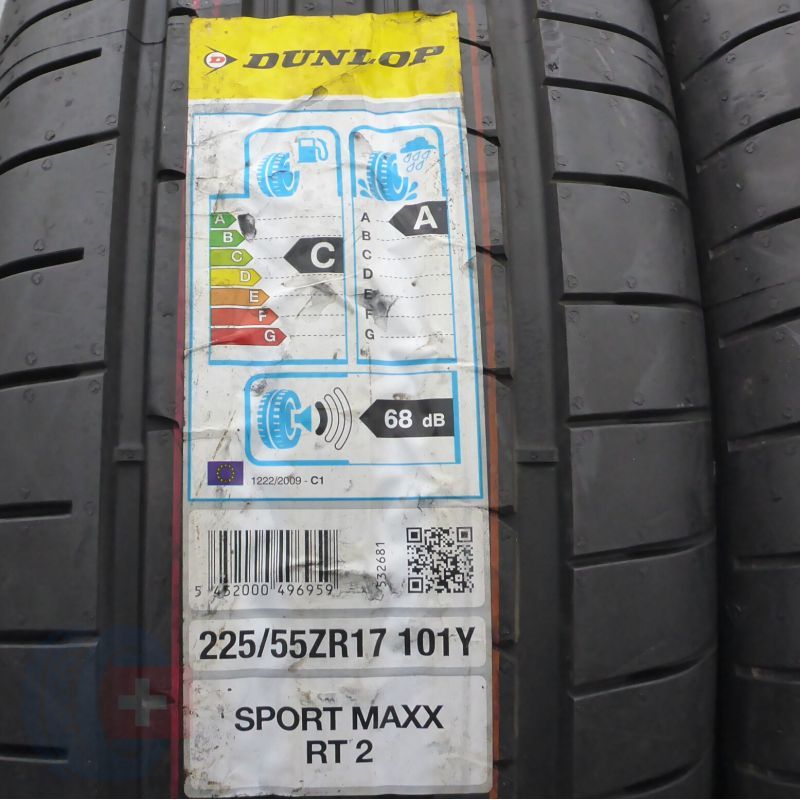 DUNLOP
A
B
C
D
E
F
G
C
A
B
C
D
E
F
G
A
68 dB
1222/2009 - C1
5 452000 496959
532681
225/55ZR17 101Y
SPORT MAXX
RT 2